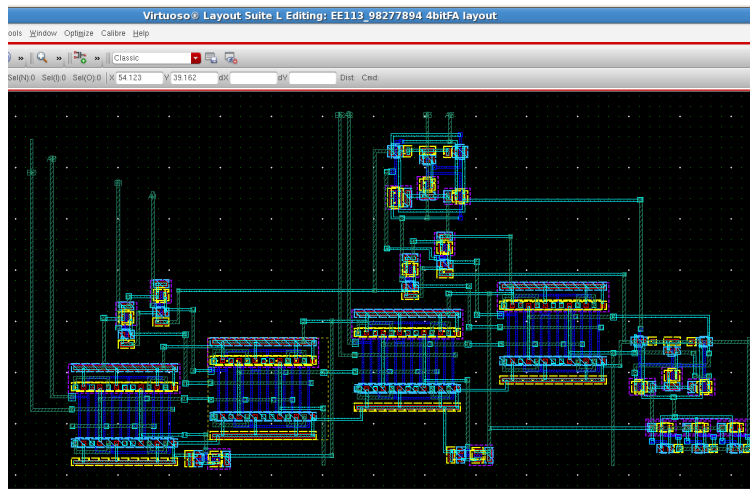 Virtuoso® Layout Suite L Editing: EE113_98277894 4bitFA layout
ools Window Optimize Calibre Help
» » » Classic
Sel(N):0 Sel(I):0 Sel(O):0 X 54.123 Y 39.162 dX dY Dist: Cmd: